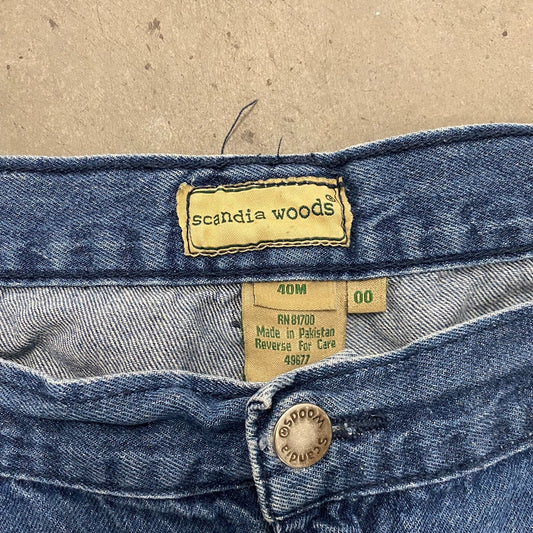 scandia woods®
40M
00
RN 81700
Made in Pakistan
Reverse For Care
49677
Scandia Woods®